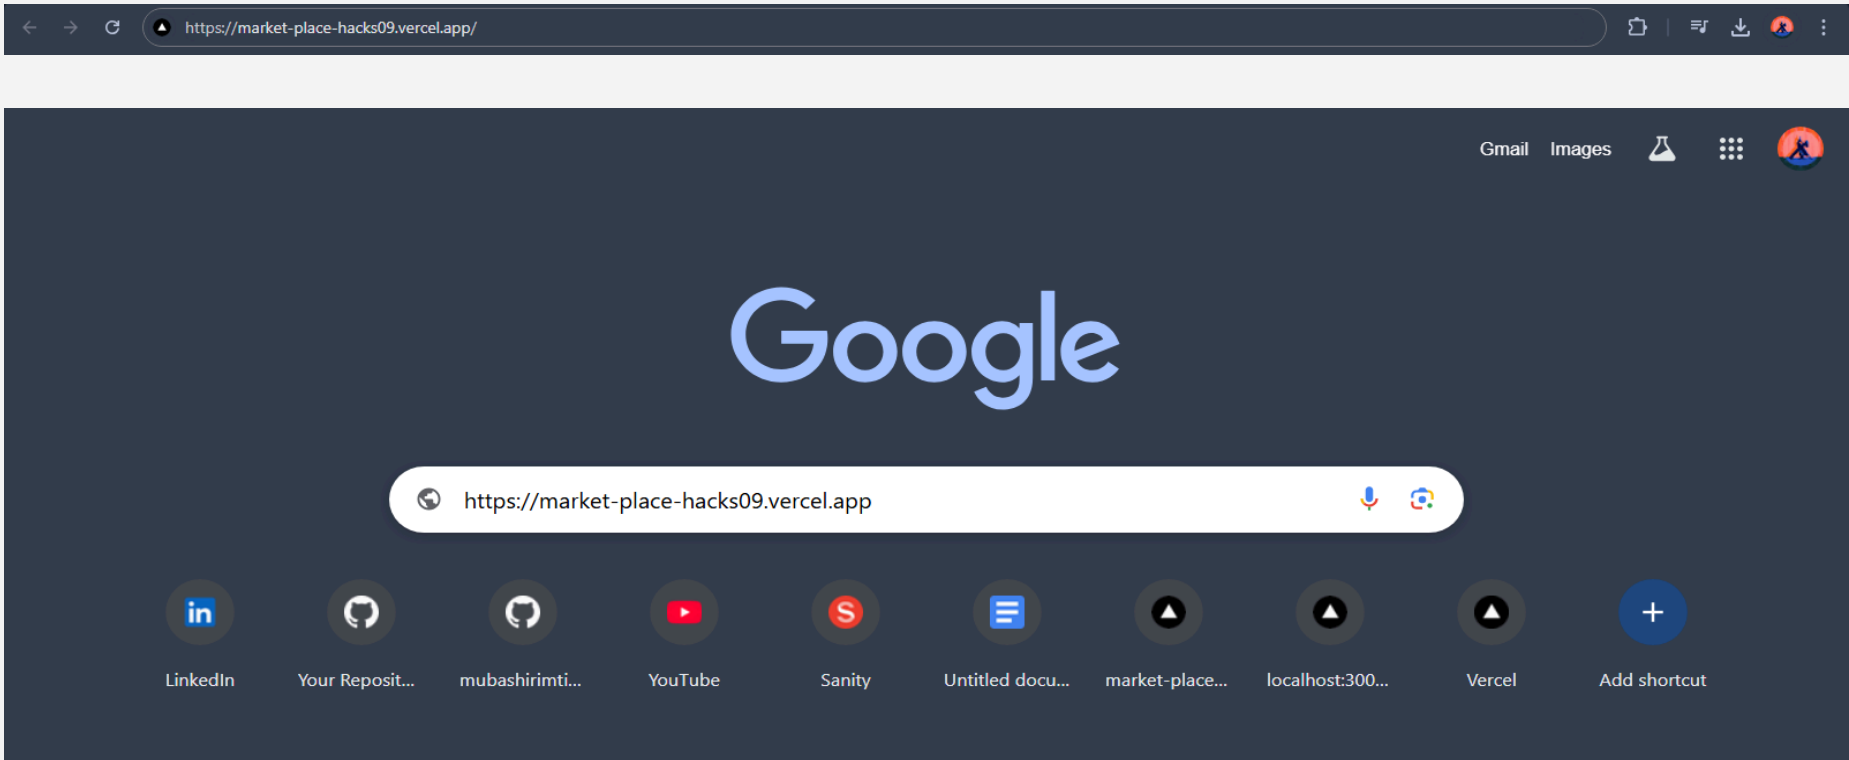 https://market-place-hacks09.vercel.app/
Gmail Images
Google
https://market-place-hacks09.vercel.app
LinkedIn
Your Reposit...
mubashirimti...
YouTube
Sanity
Untitled docu...
market-place...
localhost:300...
Vercel
Add shortcut